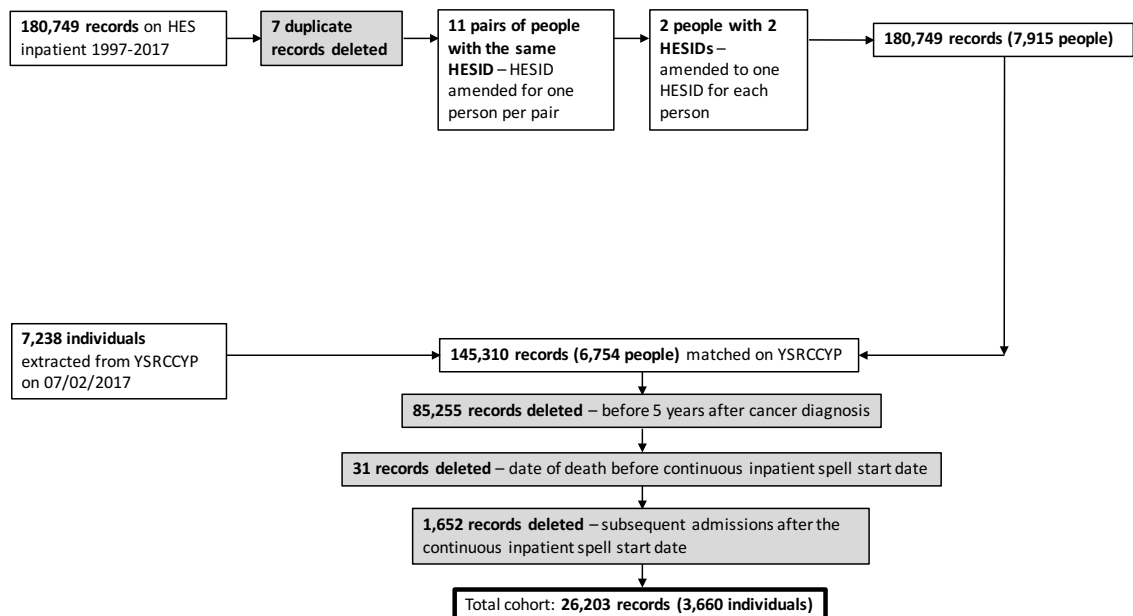 180,749 records on HES
inpatient 1997-2017
7 duplicate
records deleted
11 pairs of people
with the same
HESID – HESID
amended for one
person per pair
2 people with 2
HESIDs –
amended to one
HESID for each
person
180,749 records (7,915 people)
7,238 individuals
extracted from YSRCCYP
on 07/02/2017
145,310 records (6,754 people) matched on YSRCCYP
85,255 records deleted – before 5 years after cancer diagnosis
31 records deleted – date of death before continuous inpatient spell start date
1,652 records deleted – subsequent admissions after the
continuous inpatient spell start date
Total cohort: 26,203 records (3,660 individuals)